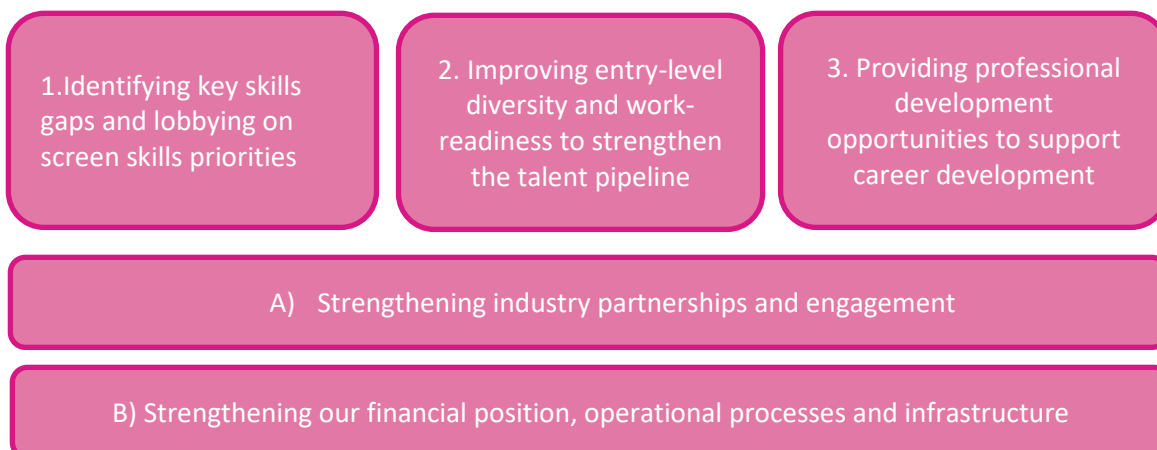 1.Identifying key skills
gaps and lobbying on
screen skills priorities
2. Improving entry-level
diversity and work-
readiness to strengthen
the talent pipeline
3. Providing professional
development
opportunities to support
career development
A) Strengthening industry partnerships and engagement
B) Strengthening our financial position, operational processes and infrastructure